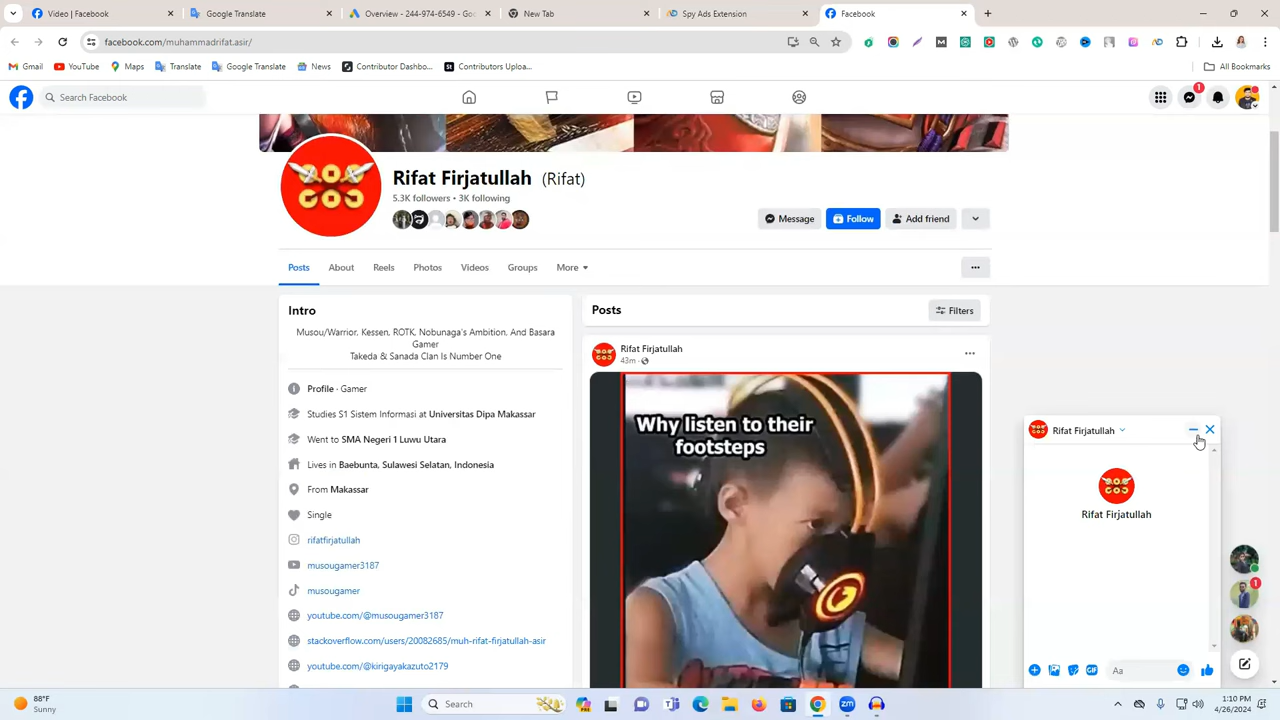 Video | Facebook
Google Translate
Overview - 244-974-6549 - Goo
New Tab
Spy Ads Extension
Facebook
facebook.com/muhammadrifat.asir/
Gmail
YouTube
Maps
Translate
Google Translate
News
Contributor Dashbo...
Contributors Uploa...
All Bookmarks
Search Facebook
1
Rifat Firjatullah (Rifat)
5.3K followers • 3K following
Message
Follow
Add friend
Posts
About
Reels
Photos
Videos
Groups
More
Intro
Musou/Warrior, Kessen, ROTK, Nobunaga's Ambition, And Basara
Gamer
Takeda & Sanada Clan Is Number One
Profile · Gamer
Studies S1 Sistem Informasi at Universitas Dipa Makassar
Went to SMA Negeri 1 Luwu Utara
Lives in Baebunta, Sulawesi Selatan, Indonesia
From Makassar
Single
rifatfirjatullah
musougamer3187
musougamer
youtube.com/@musougamer3187
stackoverflow.com/users/20082685/muh-rifat-firjatullah-asir
youtube.com/@kirigayakazuto2179
Posts
Filters
Rifat Firjatullah
43m
Why listen to their
footsteps
Rifat Firjatullah
Rifat Firjatullah
GIF
Aa
1
88°F
Sunny
Search
1:10 PM
4/26/2024